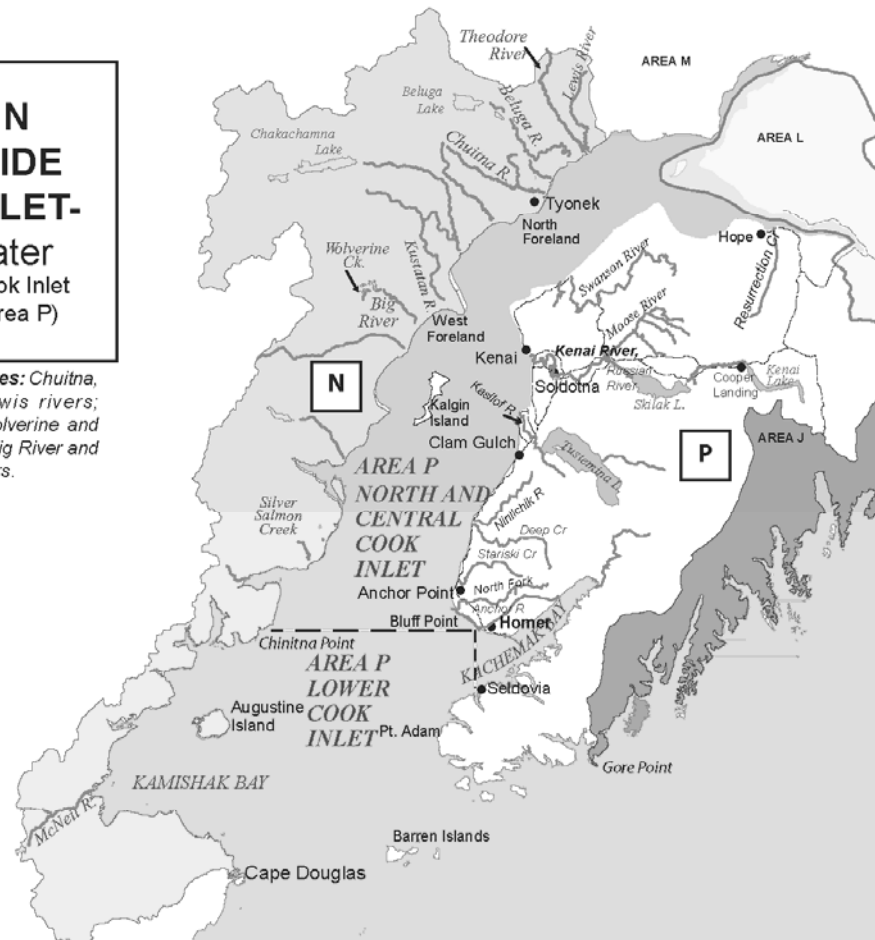 N
IDE
LET-
ater
ok Inlet
rea P)
es: Chuitna,
wis rivers;
olverine and
ig River and
rs.
Theodore
River
Lewis River
AREA M
Beluga
Lake
Beluga R.
AREA L
Chakachamna
Lake
Chuitna R.
Tyonek
North
Foreland
Hope
Resurrection Cr.
Wolverine
Ck.
Kustatan R.
Swanson River
Big
River
Moose River
West
Foreland
Kenai
Kenai River,
Russian
River
Soldotna
Cooper
Landing
Kenai
Lake
N
Kasilof R.
Skilak L.
Kalgin
Island
Clam Gulch
Tustemena L.
P
AREA J
AREA P
NORTH AND
CENTRAL
COOK
INLET
Ninilchik R
Silver
Salmon
Creek
Deep Cr
Stariski Cr
Anchor Point
North Fork
Anchor R
Bluff Point
Homer
Chinitna Point
KACHEMAK BAY
AREA P
LOWER
COOK
INLET
Seldovia
Augustine
Island
Pt. Adam
Gore Point
KAMISHAK BAY
McNeil R.
Barren Islands
Cape Douglas